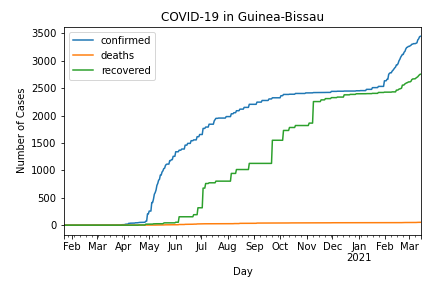 COVID-19 in Guinea-Bissau
confirmed
deaths
recovered
Number of Cases
3500
3000
2500
2000
1500
1000
500
0
Feb Mar Apr May Jun Jul Aug Sep Oct Nov Dec Jan Feb Mar
2021
Day